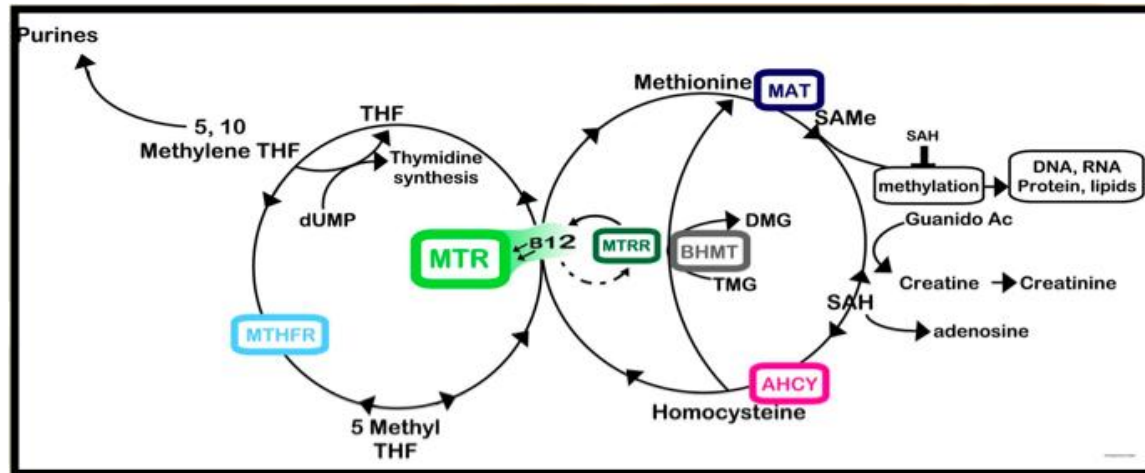 Purines
5, 10
Methylene THF
THF
Thymidine
synthesis
dUMP
MTHFR
5 Methyl
THF
MTR
B12
MTRR
Methionine
MAT
SAMe
SAH
methylation
DNA, RNA
Protein, lipids
DMG
BHMT
TMG
Guanido Ac
Creatine
Creatinine
SAH
adenosine
AHCY
Homocysteine